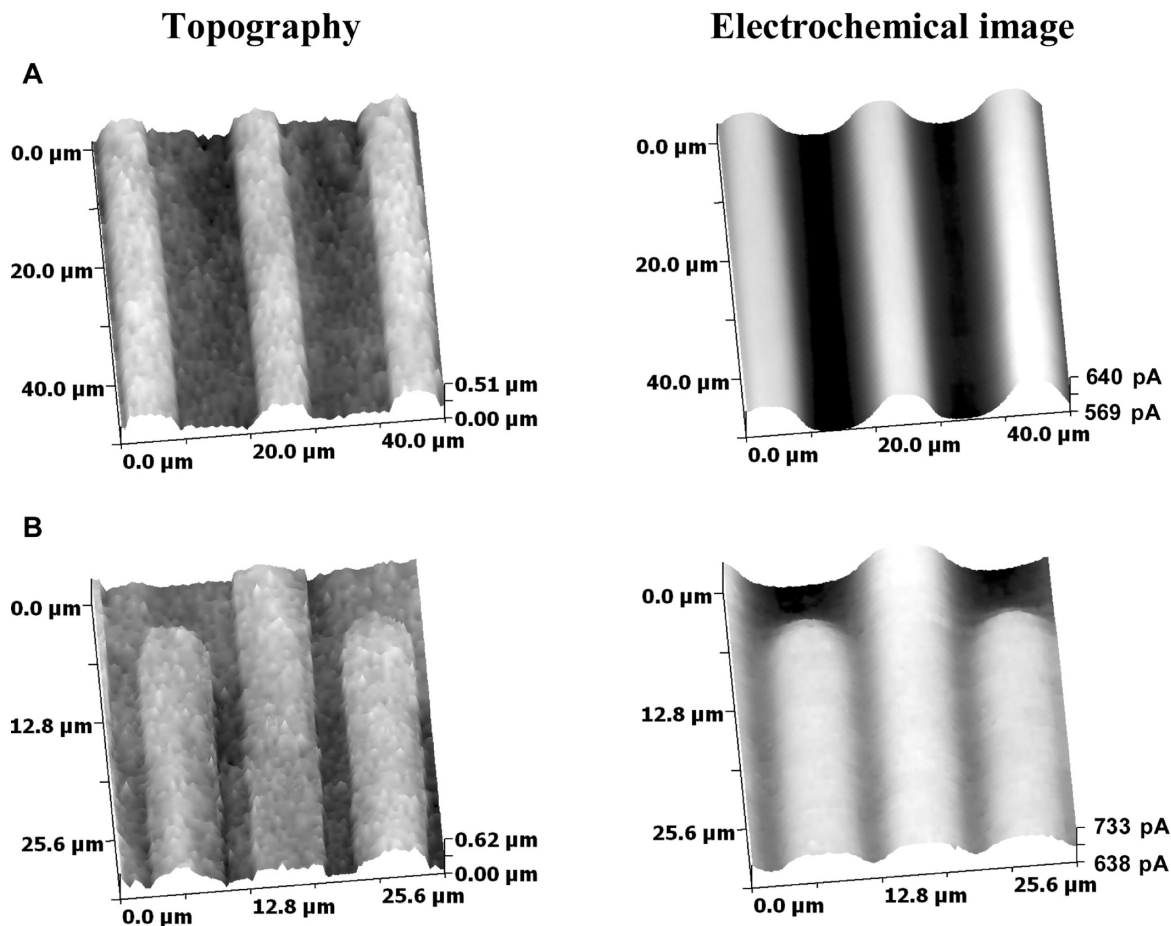 Topography
Electrochemical image
A
0.0 µm
20.0 µm
40.0 µm
0.51 µm
0.00 µm
0.0 µm
20.0 µm
40.0 µm
0.0 µm
20.0 µm
40.0 µm
640 pA
569 pA
0.0 µm
20.0 µm
40.0 µm
B
0.0 µm
12.8 µm
25.6 µm
0.62 µm
0.00 µm
0.0 µm
12.8 µm
25.6 µm
0.0 µm
12.8 µm
25.6 µm
733 pA
638 pA
0.0 µm
12.8 µm
25.6 µm